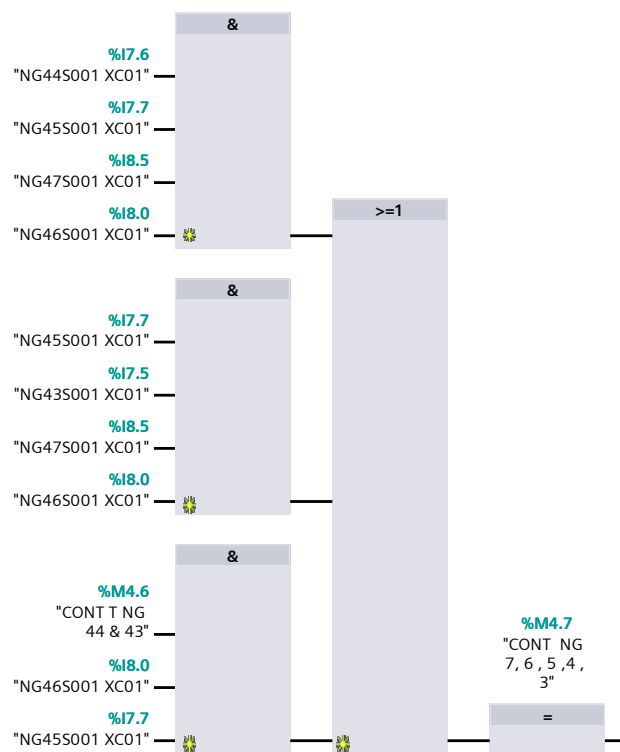 &
%I7.6
"NG44S001 XC01"
%I7.7
"NG45S001 XC01"
%I8.5
"NG47S001 XC01"
%I8.0
"NG46S001 XC01"
>=1
&
%I7.7
"NG45S001 XC01"
%I7.5
"NG43S001 XC01"
%I8.5
"NG47S001 XC01"
%I8.0
"NG46S001 XC01"
&
%M4.6
"CONT T NG
44 & 43"
%I8.0
"NG46S001 XC01"
%I7.7
"NG45S001 XC01"
%M4.7
"CONT NG
7, 6 , 5 ,4 ,
3"
=